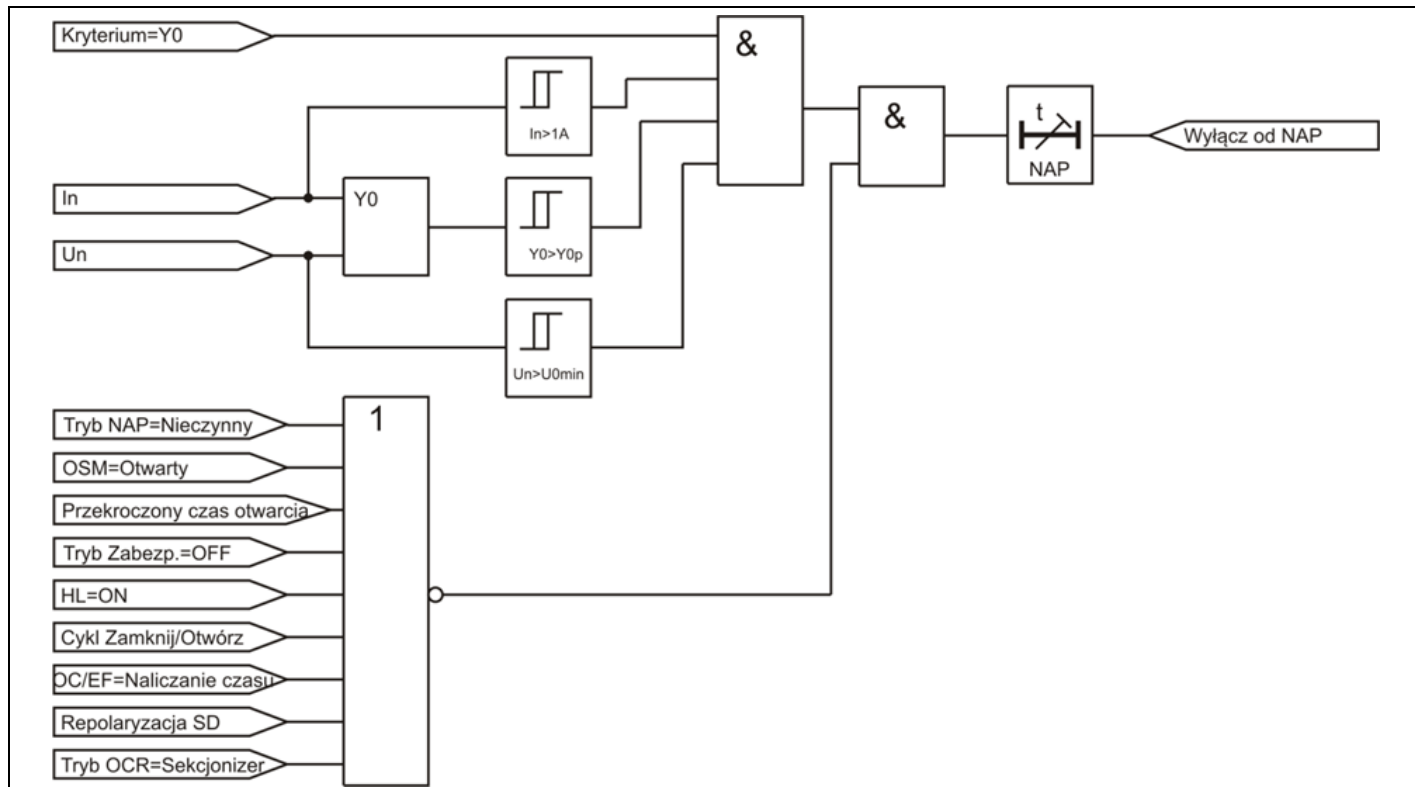 Kryterium=Y0
&
In>1A
&
t
NAP
Wyłącz od NAP
In
Y0
Y0>Y0p
Un
Un>U0min
1
Tryb NAP=Nieczynny
OSM=Otwarty
Przekroczony czas otwarcia
Tryb Zabezp.=OFF
HL=ON
Cykl Zamknij/Otwórz
OC/EF=Naliczanie czasu
Repolaryzacja SD
Tryb OCR=Sekcjonizer